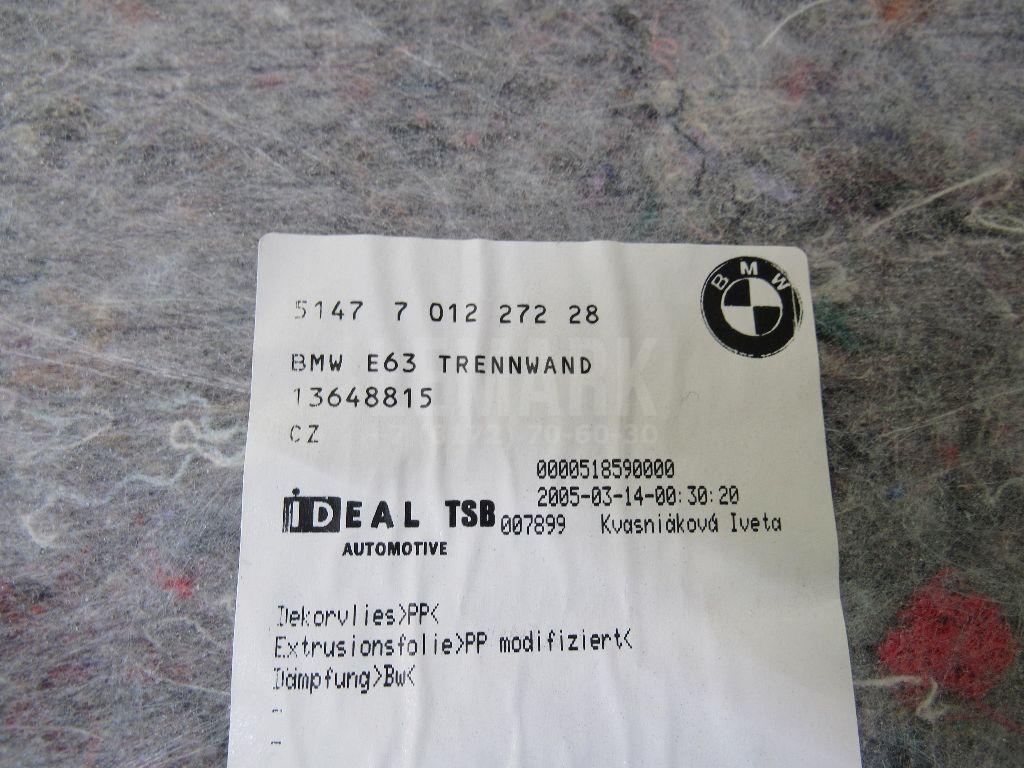 BMW
5147 7 012 272 28
BMW E63 TRENNWAND
13648815
CZ
0000518590000
2005-03-14-00:30:20
iDEAL TSB 007899 Kvasniáková Iveta
AUTOMOTIVE
Dekorvlies>PP<
Extrusionsfolie>PP modifiziert<
Dämpfung>Bw<
-
-